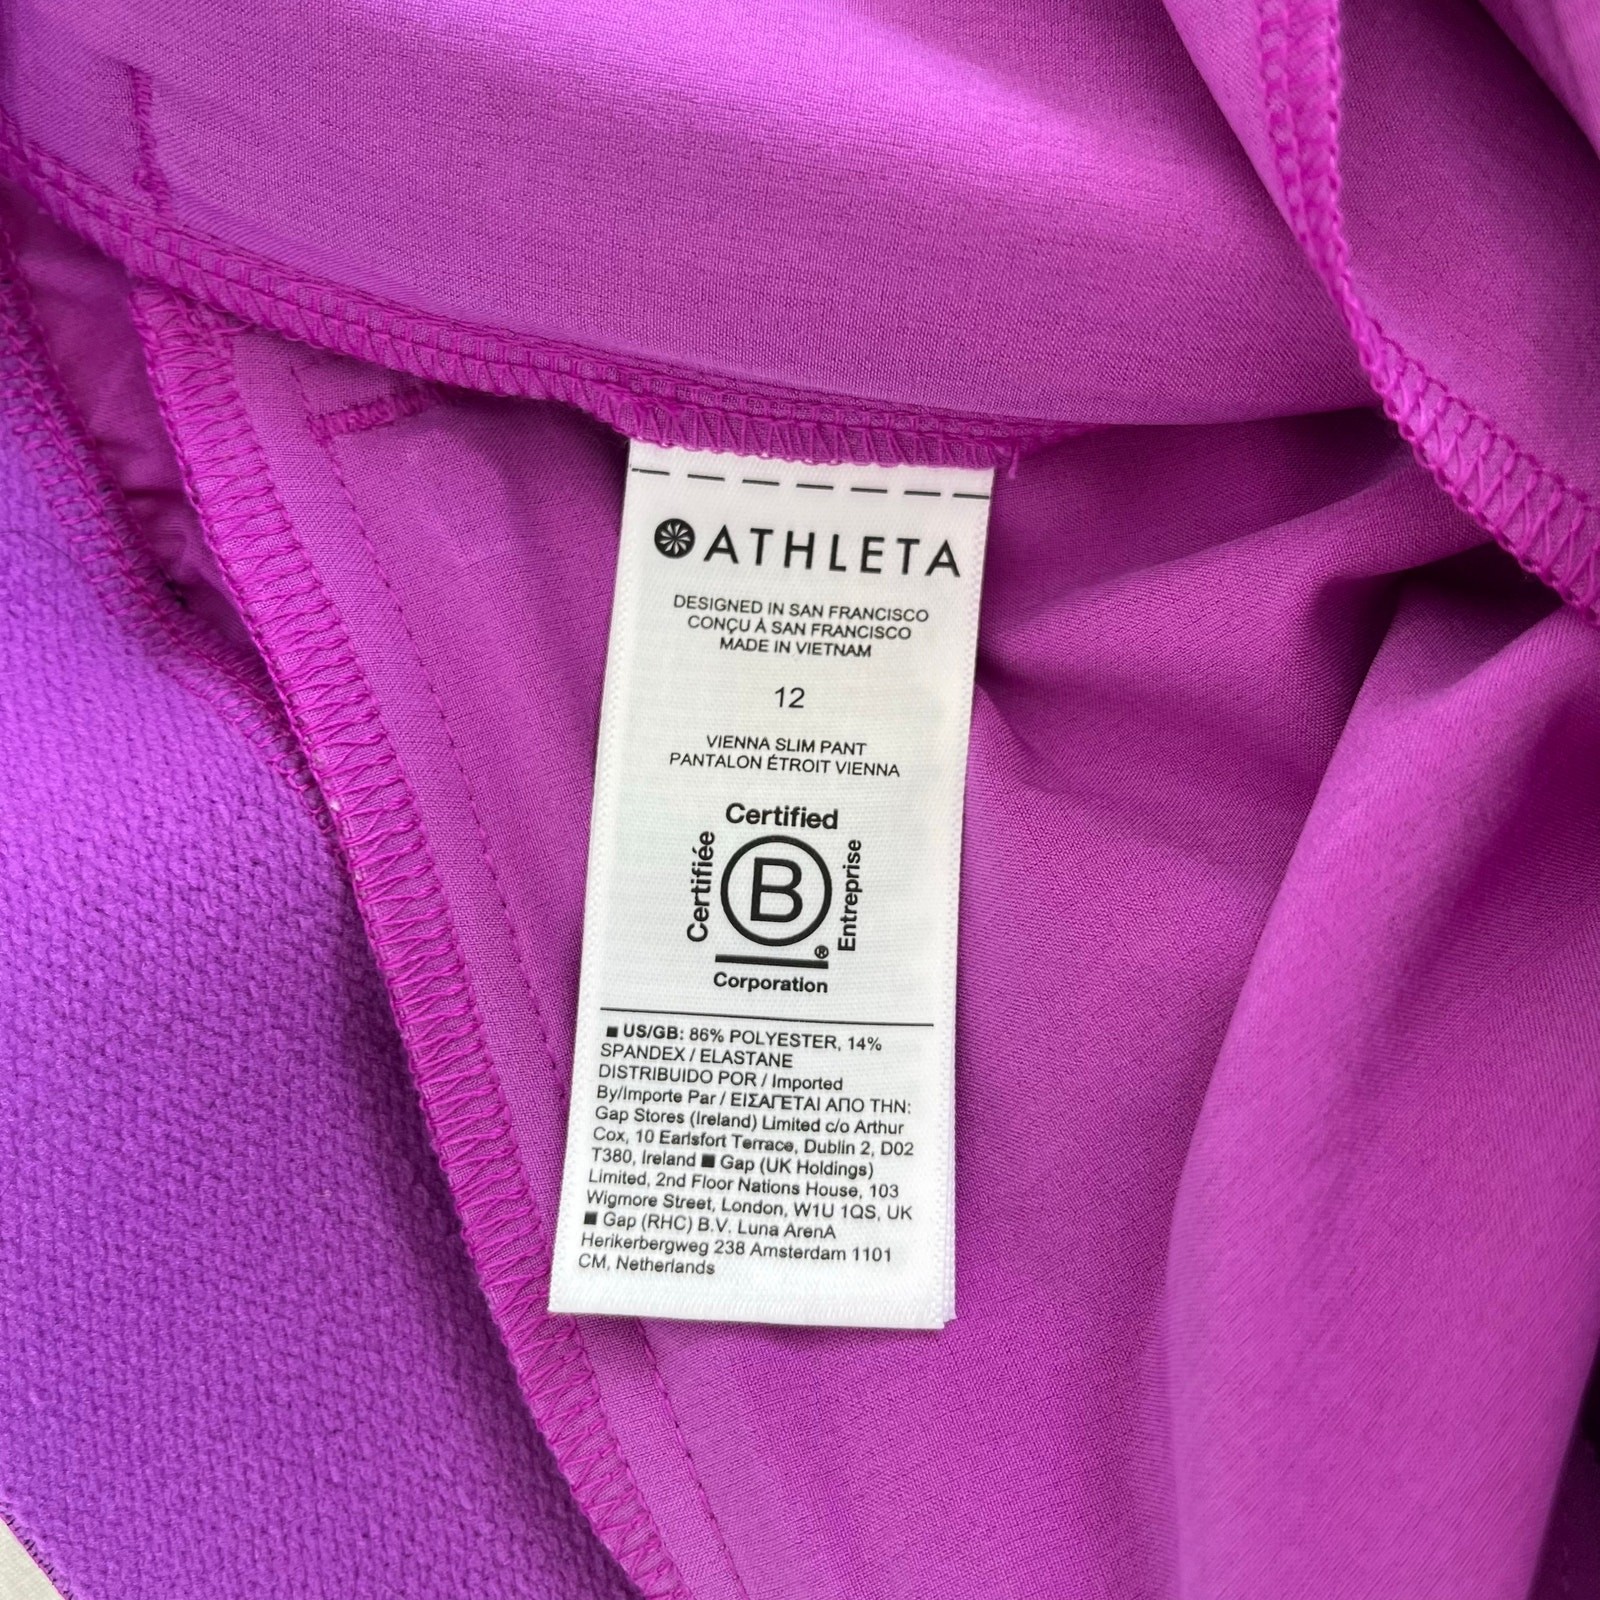 ATHLETA
DESIGNED IN SAN FRANCISCO
CONÇU À SAN FRANCISCO
MADE IN VIETNAM
12
VIENNA SLIM PANT
PANTALON ÉTROIT VIENNA
Certified
Certifiée
B
®
Entreprise
Corporation
■ US/GB: 86% POLYESTER, 14%
SPANDEX / ELASTANE
DISTRIBUIDO POR / Imported
By/Importe Par / ΕΙΣΑΓΕΤΑΙ ΑΠΟ ΤΗΝ:
Gap Stores (Ireland) Limited c/o Arthur
Cox, 10 Earlsfort Terrace, Dublin 2, D02
T380, Ireland ■ Gap (UK Holdings)
Limited, 2nd Floor Nations House, 103
Wigmore Street, London, W1U 1QS, UK
■ Gap (RHC) B.V. Luna ArenA
Herikerbergweg 238 Amsterdam 1101
CM, Netherlands